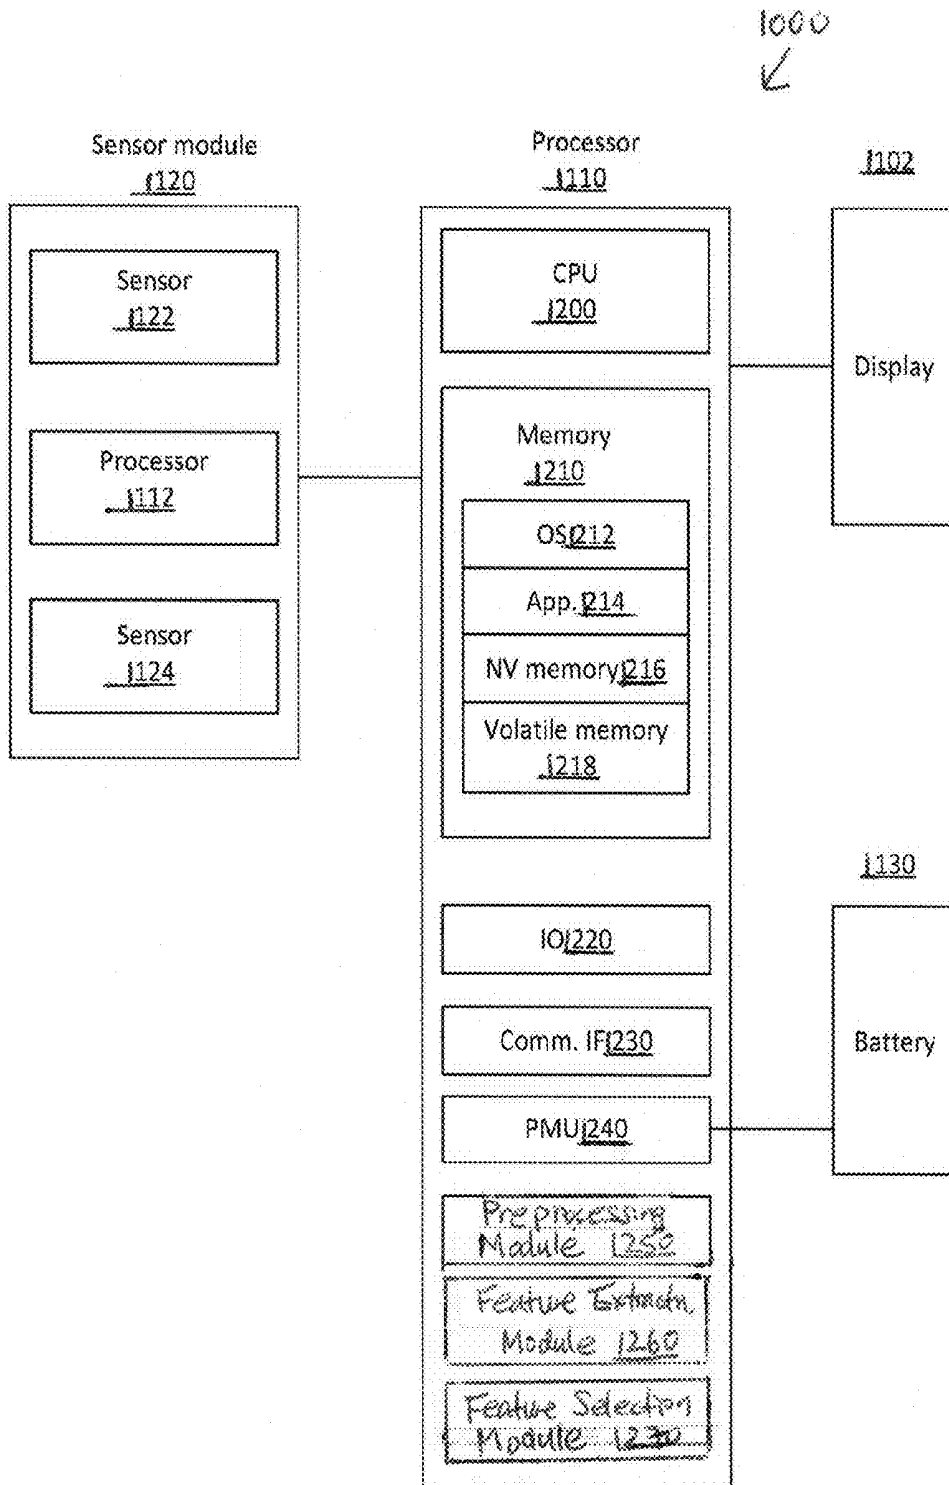 1000
Sensor module
1120
Sensor
1122
Processor
1112
Sensor
1124
Processor
1110
CPU
1200
Memory
1210
OS 1212
App. 1214
NV memory 1216
Volatile memory
1218
IO 1220
Comm. IF 1230
PMU 1240
Preprocessing
Module 1250
Feature Extractn.
Module 1260
Feature Selection
Module 1270
1102
Display
1130
Battery